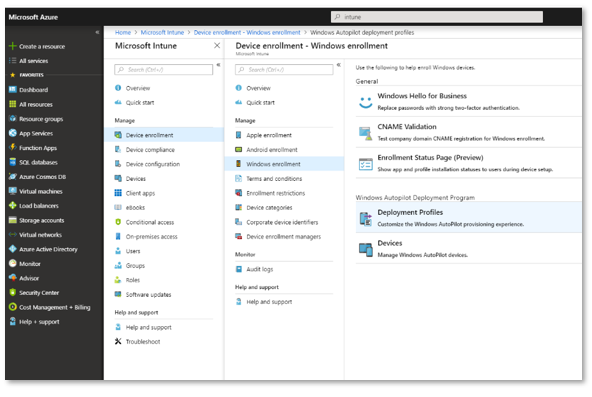 Microsoft Azure
intune
Home > Microsoft Intune > Device enrollment - Windows enrollment > Windows Autopilot deployment profiles
«
Create a resource
All services
FAVORITES
Dashboard
All resources
Resource groups
App Services
Function Apps
SQL databases
Azure Cosmos DB
Virtual machines
Load balancers
Storage accounts
Virtual networks
Azure Active Directory
Monitor
Advisor
Security Center
Cost Management + Billing
Help + support
Microsoft Intune
Search (Ctrl+/)
«
Overview
Quick start
Manage
Device enrollment
Device compliance
Device configuration
Devices
Client apps
eBooks
Conditional access
On-premises access
Users
Groups
Roles
Software updates
Help and support
Help and support
Troubleshoot
Device enrollment - Windows enrollment
Microsoft Intune
Search (Ctrl+/)
«
Overview
Quick start
Manage
Apple enrollment
Android enrollment
Windows enrollment
Terms and conditions
Enrollment restrictions
Device categories
Corporate device identifiers
Device enrollment managers
Monitor
Audit logs
Help and support
Help and support
Use the following to help enroll Windows devices.
General
Windows Hello for Business
Replace passwords with strong two-factor authentication.
CNAME Validation
Test company domain CNAME registration for Windows enrollment.
Enrollment Status Page (Preview)
Show app and profile installation statuses to users during device setup.
Windows Autopilot Deployment Program
Deployment Profiles
Customize the Windows AutoPilot provisioning experience.
Devices
Manage Windows AutoPilot devices.